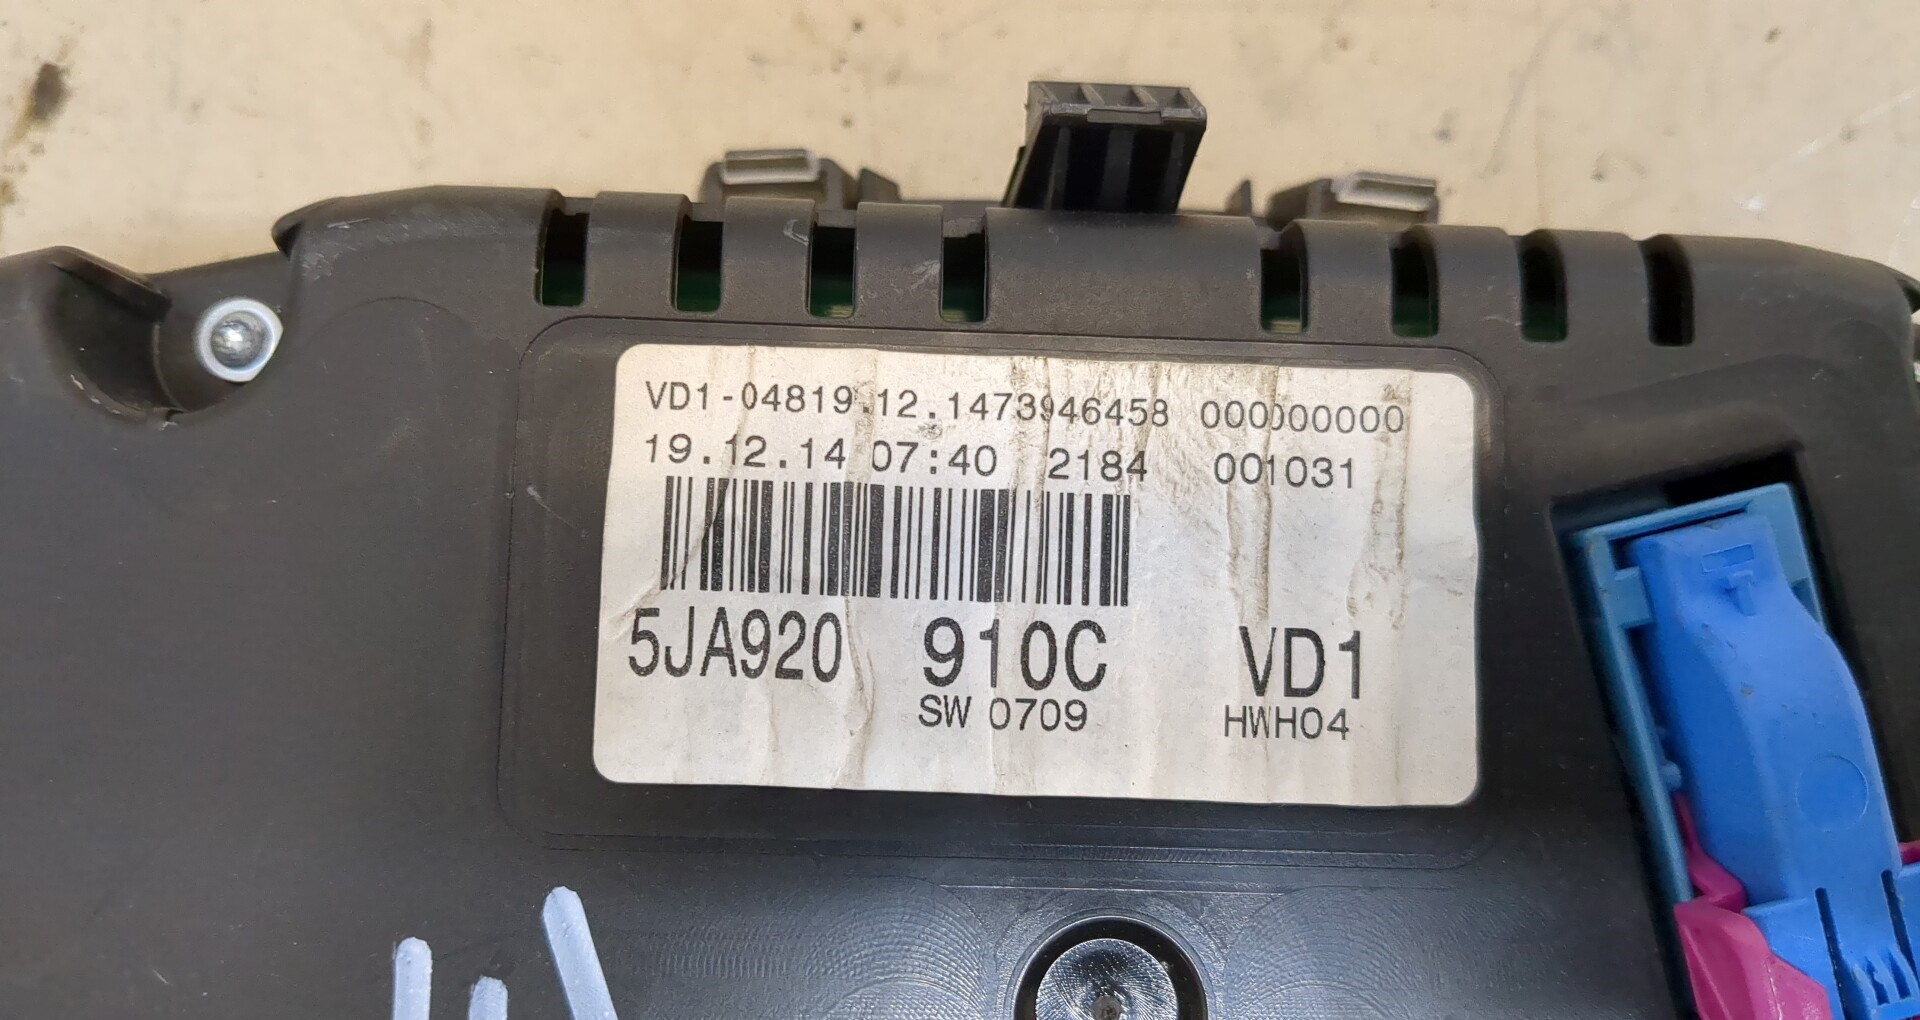 VD1-04819.12.1473946458 000000000
19.12.14 07:40 2184 001031
5JA920 910C VD1
SW 0709 HWH04